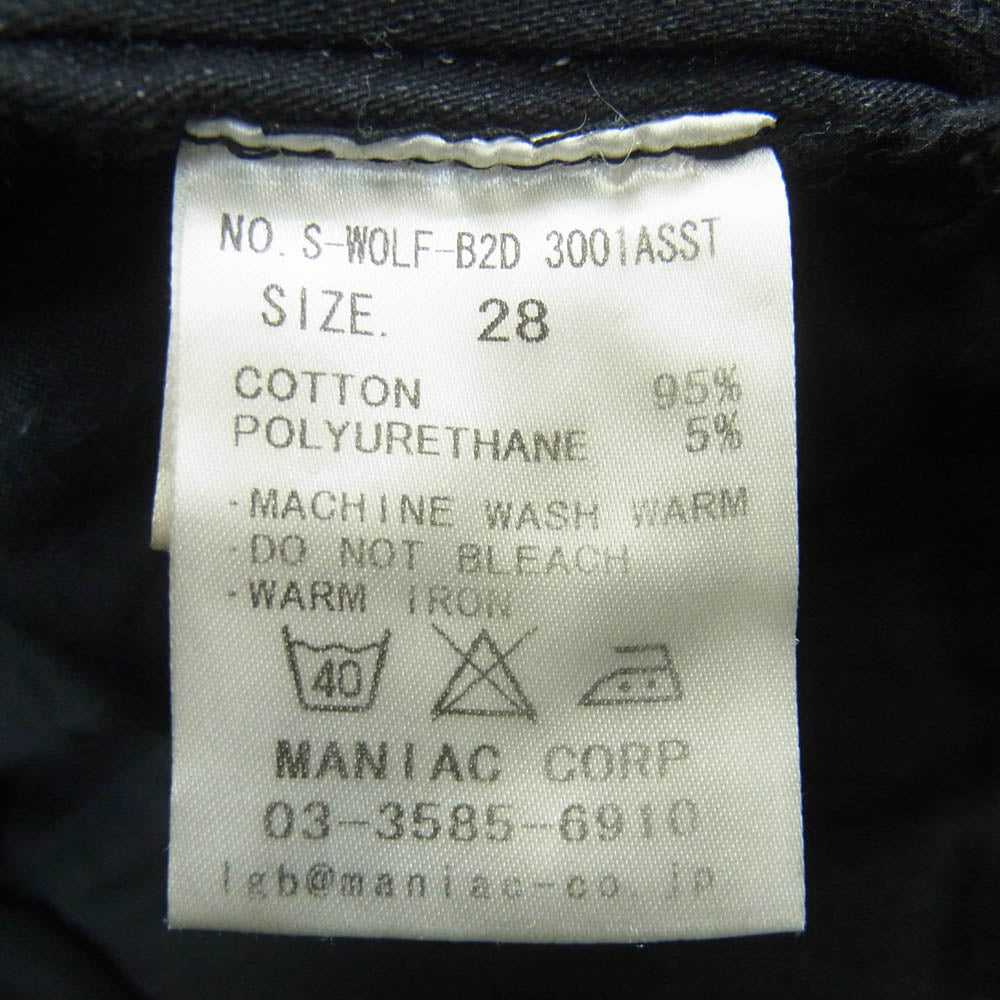 NO. S-WOLF-B2D 3001ASST
SIZE. 28
COTTON 95%
POLYURETHANE 5%
·MACHINE WASH WARM
·DO NOT BLEACH
·WARM IRON
40
MANIAC CORP
03-3585-6910
lgb@maniac-co.jp